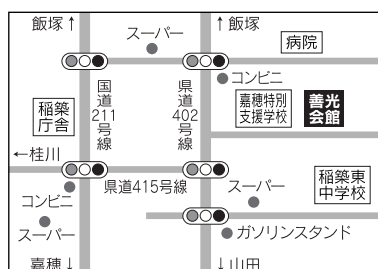 飯塚↑
スーパー
↑飯塚
病院
コンビニ
国道211号線
県道402号線
稲築
庁舎
嘉穂特別
支援学校
善光
会館
←桂川
県道415号線
稲築東
中学校
コンビニ
スーパー
スーパー
ガソリンスタンド
嘉穂↓
↓山田